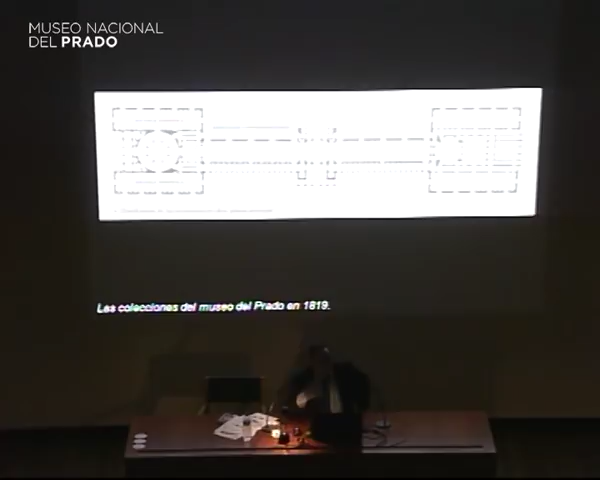 MUSEO NACIONAL
DEL PRADO
Las colecciones del museo del Prado en 1819.